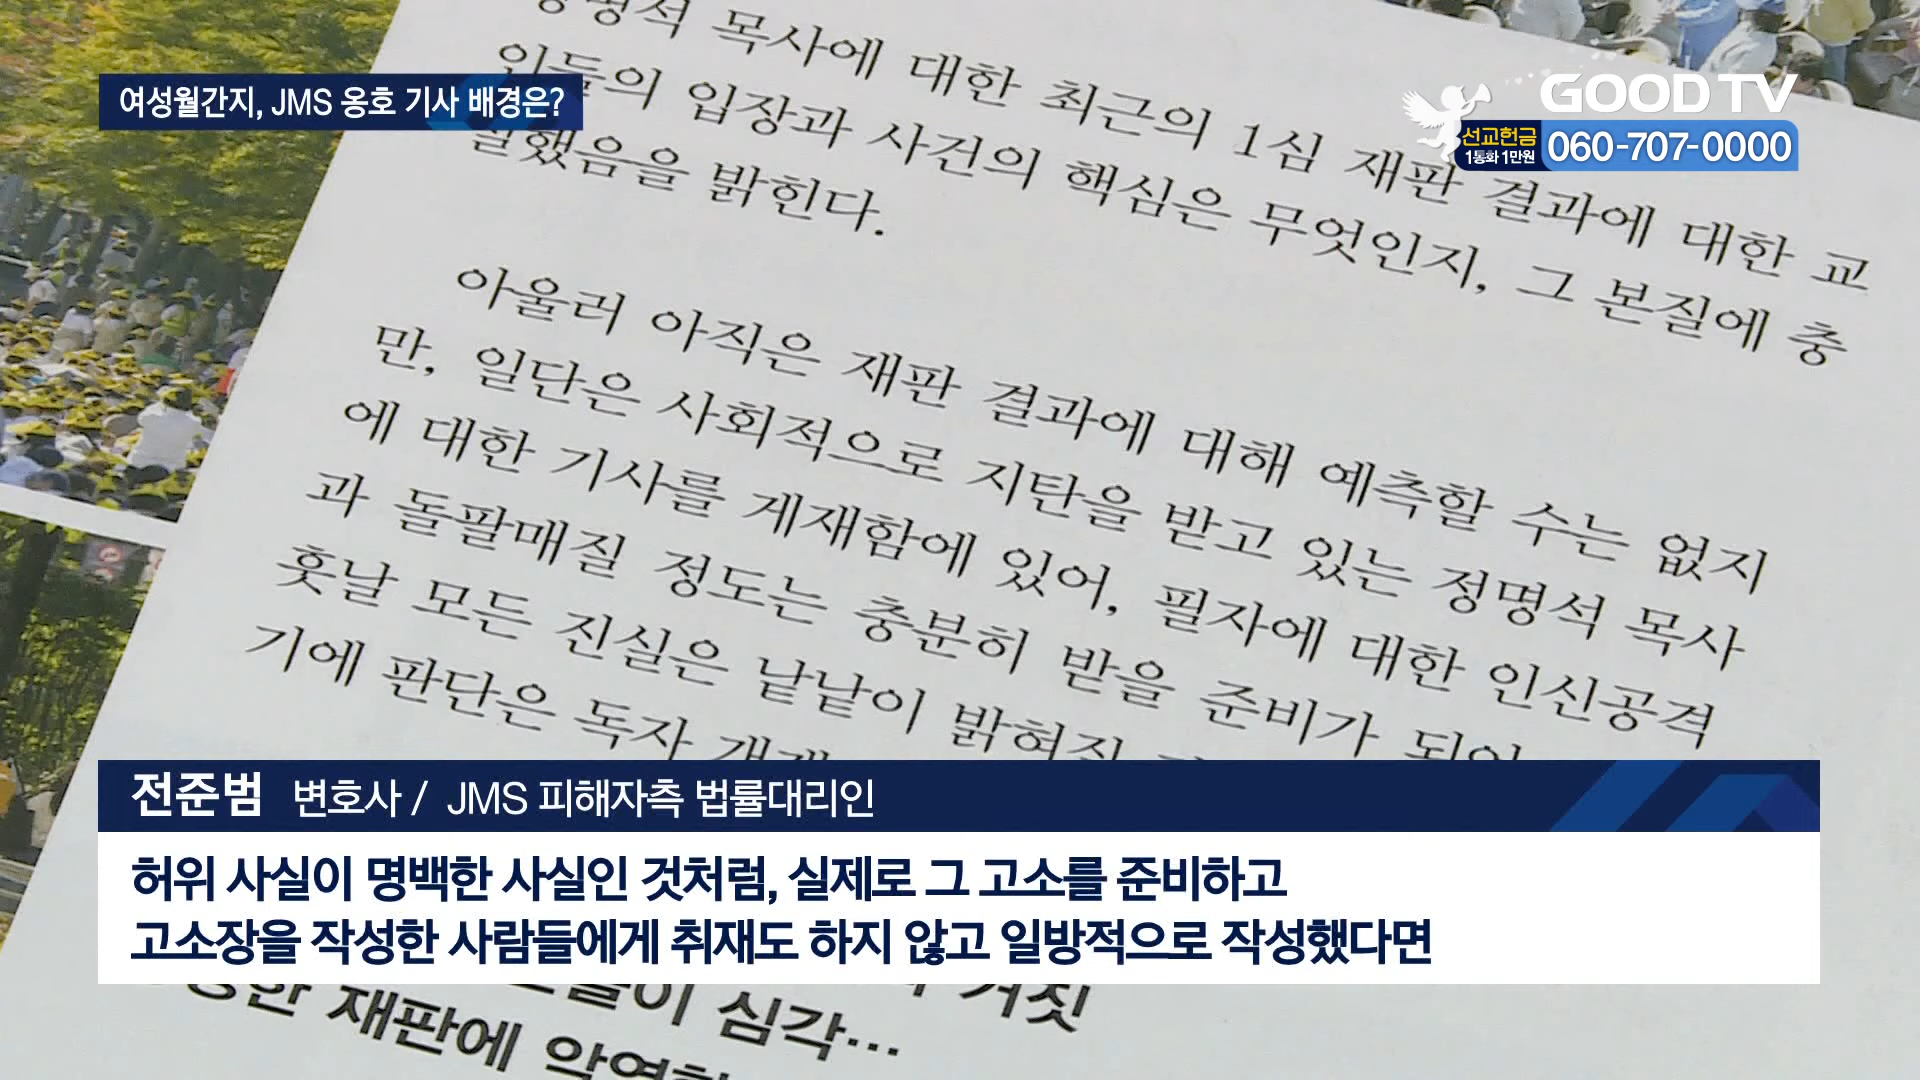 여성월간지, JMS 옹호 기사 배경은?
GOOD TV
선교헌금
1통화 1만원
060-707-0000
목사에 대한 최근의 1심 재판 결과에 대한 교
인들의 입장과 사건의 핵심은 무엇인지, 그 본질에 충
실했음을 밝힌다.
아울러 아직은 재판 결과에 대해 예측할 수는 없지
만, 일단은 사회적으로 지탄을 받고 있는 정명석 목사
에 대한 기사를 게재함에 있어, 필자에 대한 인신공격
과 돌팔매질 정도는 충분히 받을 준비가 되어
훗날 모든 진실은 낱낱이 밝혀질
기에 판단은 독자
전준범 변호사 / JMS 피해자측 법률대리인
허위 사실이 명백한 사실인 것처럼, 실제로 그 고소를 준비하고
고소장을 작성한 사람들에게 취재도 하지 않고 일방적으로 작성했다면
거짓
심각…
재판에